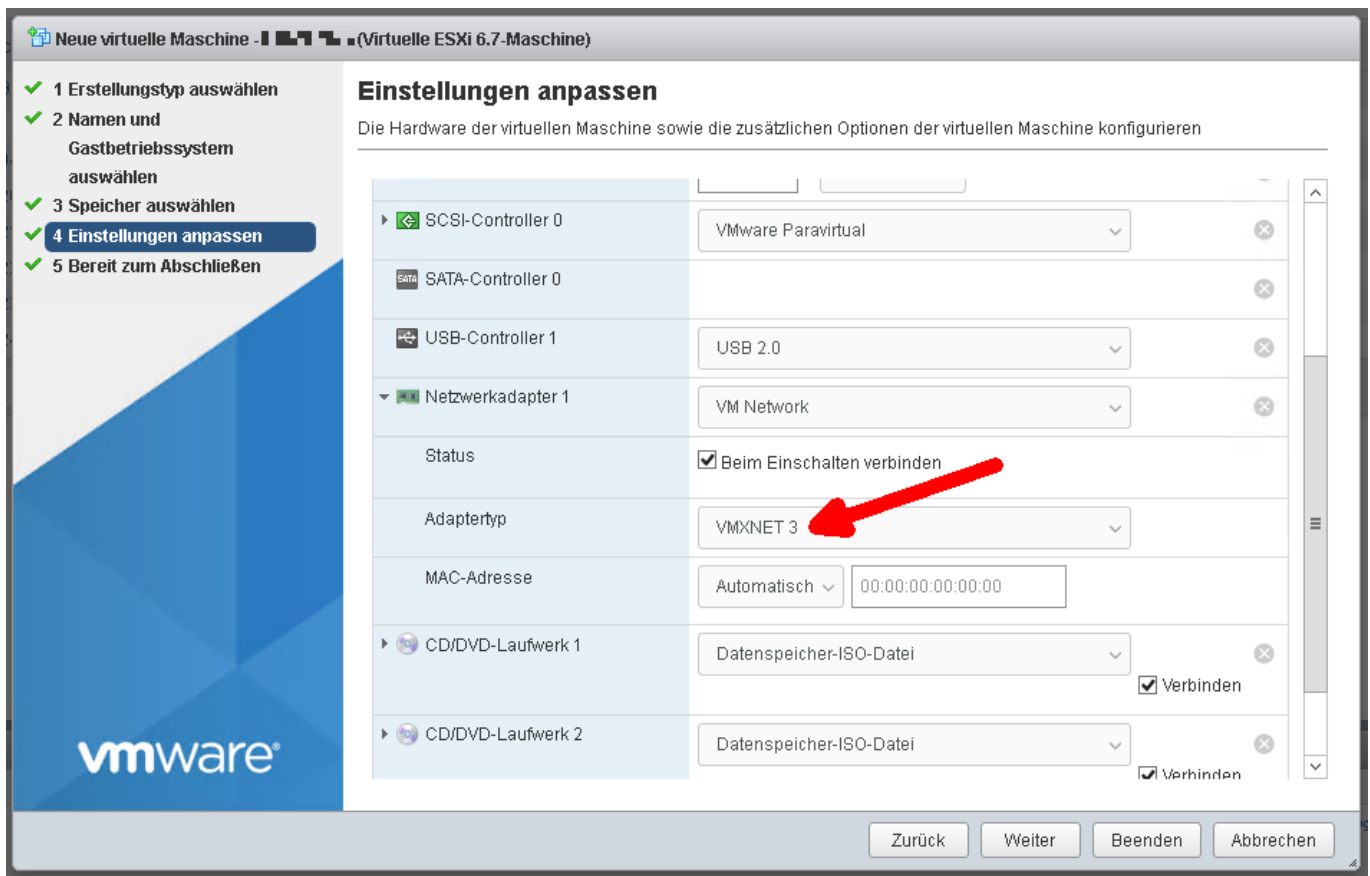 Neue virtuelle Maschine - (Virtuelle ESXi 6.7-Maschine)
1 Erstellungstyp auswählen
2 Namen und
Gastbetriebssystem
auswählen
3 Speicher auswählen
4 Einstellungen anpassen
5 Bereit zum Abschließen
vmware®
Einstellungen anpassen
Die Hardware der virtuellen Maschine sowie die zusätzlichen Optionen der virtuellen Maschine konfigurieren
SCSI-Controller 0 VMware Paravirtual
SATA SATA-Controller 0
USB-Controller 1 USB 2.0
Netzwerkadapter 1 VM Network
Status Beim Einschalten verbinden
Adaptertyp VMXNET 3
MAC-Adresse Automatisch 00:00:00:00:00:00
CD/DVD-Laufwerk 1 Datenspeicher-ISO-Datei
Verbinden
CD/DVD-Laufwerk 2 Datenspeicher-ISO-Datei
Verbinden
Zurück Weiter Beenden Abbrechen